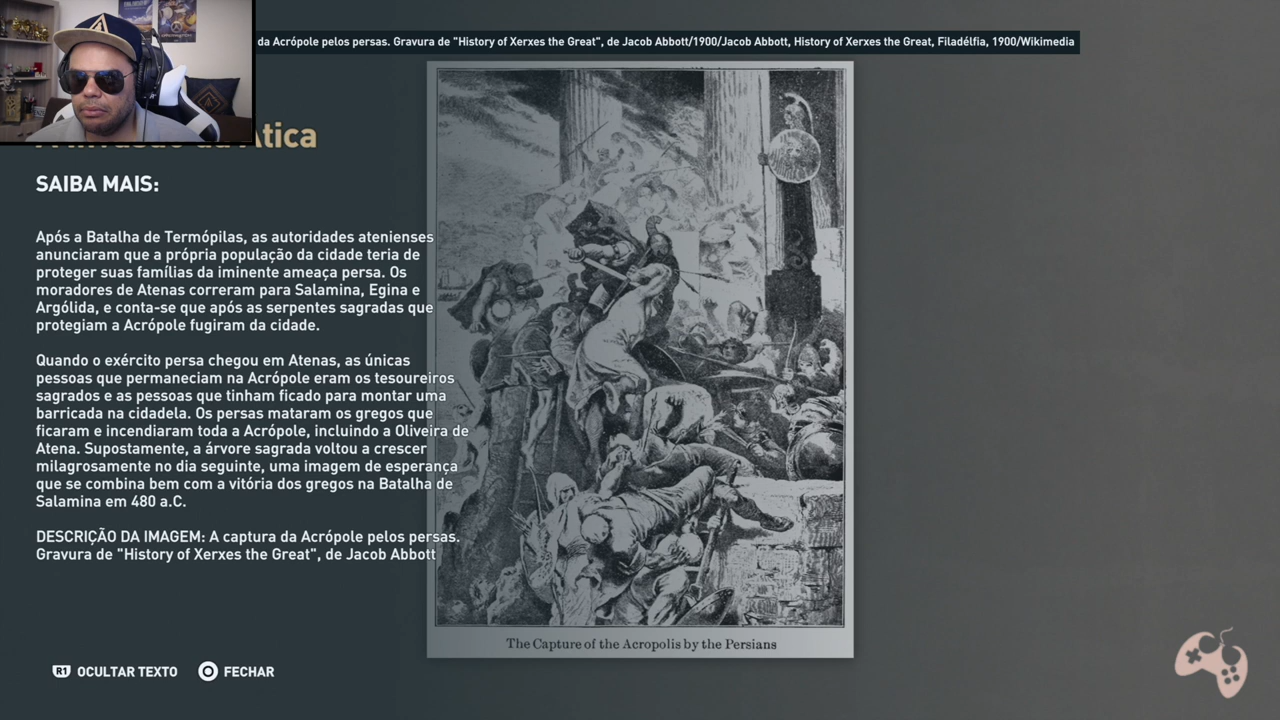 da Acrópole pelos persas. Gravura de "History of Xerxes the Great", de Jacob Abbott/1900/Jacob Abbott, History of Xerxes the Great, Filadélfia, 1900/Wikimedia
Ática
SAIBA MAIS:
Após a Batalha de Termópilas, as autoridades atenienses
anunciaram que a própria população da cidade teria de
proteger suas famílias da iminente ameaça persa. Os
moradores de Atenas correram para Salamina, Egina e
Argólida, e conta-se que após as serpentes sagradas que
protegiam a Acrópole fugiram da cidade.
Quando o exército persa chegou em Atenas, as únicas
pessoas que permaneciam na Acrópole eram os tesoureiros
sagrados e as pessoas que tinham ficado para montar uma
barricada na cidadela. Os persas mataram os gregos que
ficaram e incendiaram toda a Acrópole, incluindo a Oliveira de
Atena. Supostamente, a árvore sagrada voltou a crescer
milagrosamente no dia seguinte, uma imagem de esperança
que se combina bem com a vitória dos gregos na Batalha de
Salamina em 480 a.C.
DESCRIÇÃO DA IMAGEM: A captura da Acrópole pelos persas.
Gravura de "History of Xerxes the Great", de Jacob Abbott
The Capture of the Acropolis by the Persians
R1 OCULTAR TEXTO FECHAR